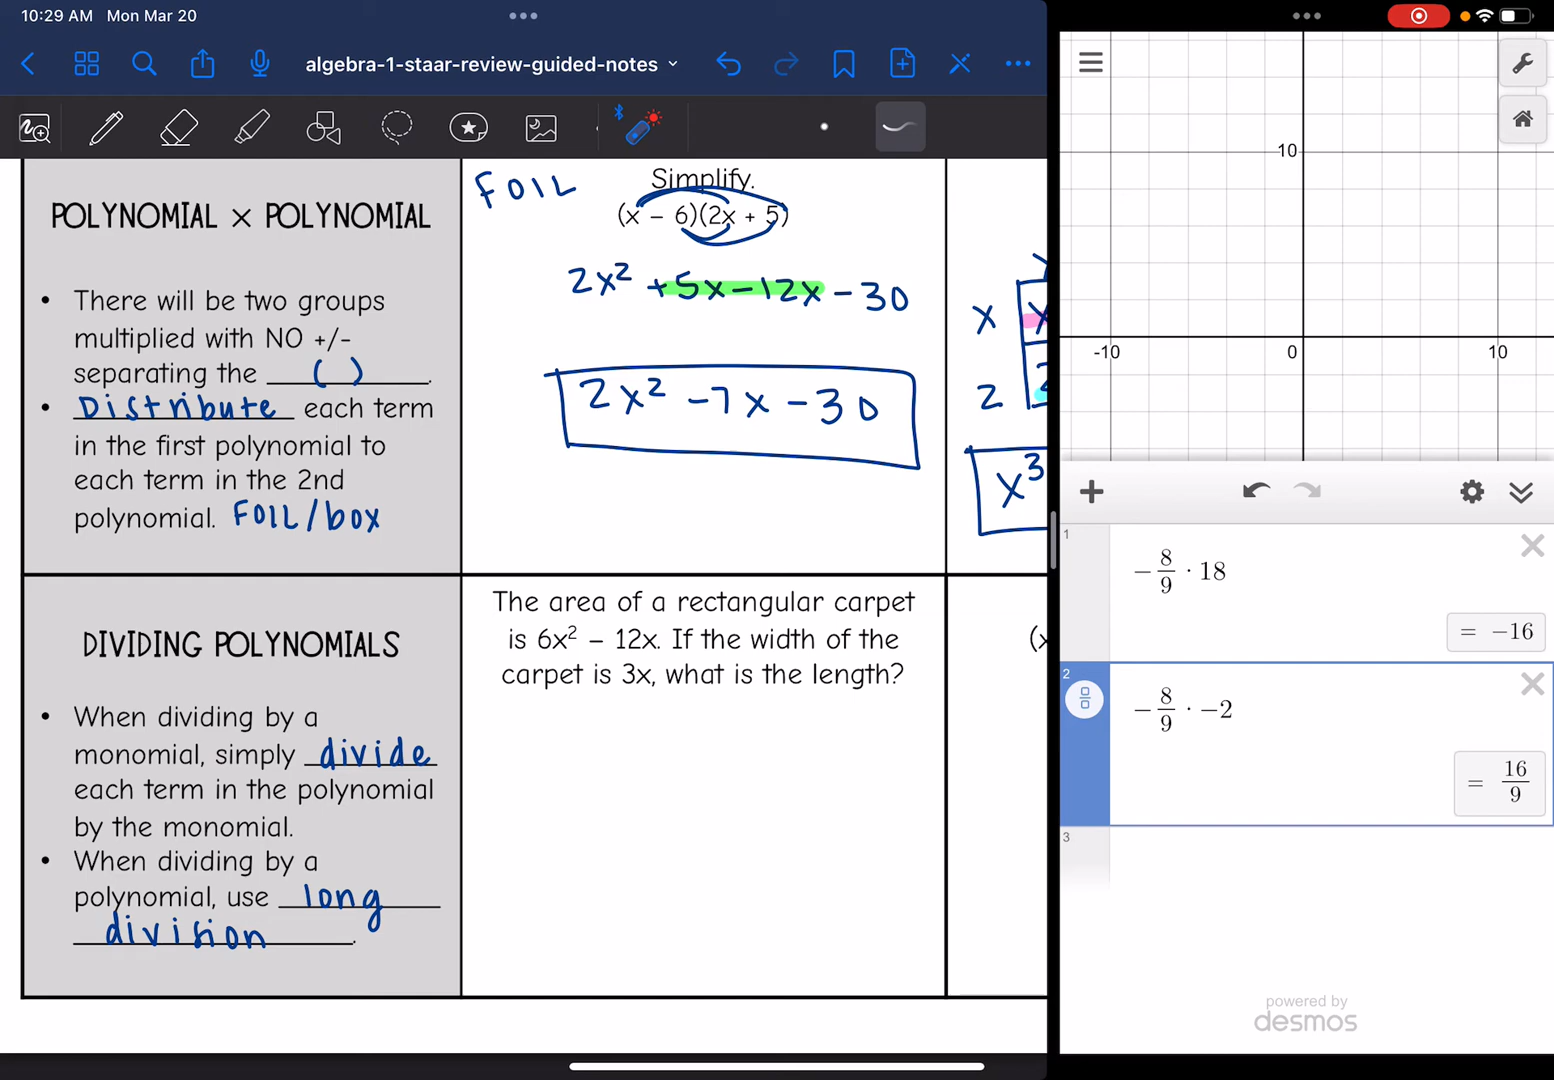 10:29 AM Mon Mar 20
algebra-1-staar-review-guided-notes
POLYNOMIAL × POLYNOMIAL
• There will be two groups
multiplied with NO +/-
separating the ( ).
• Distribute each term
in the first polynomial to
each term in the 2nd
polynomial. FOIL/box
FOIL
Simplify.
(x − 6)(2x + 5)
2x² +5x−12x −30
2x² −7x −30
x
2
x³
DIVIDING POLYNOMIALS
• When dividing by a
monomial, simply divide
each term in the polynomial
by the monomial.
• When dividing by a
polynomial, use long
division.
The area of a rectangular carpet
is 6x² − 12x. If the width of the
carpet is 3x, what is the length?
(x
10
-10
0
10
1
−8/9 · 18
= −16
2
−8/9 · −2
= 16/9
3
powered by
desmos